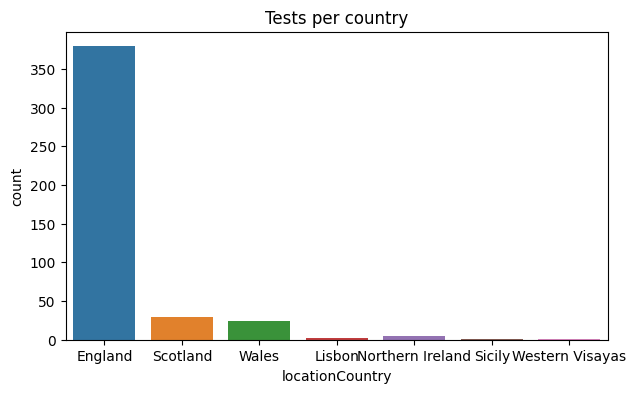 Tests per country
count
350
300
250
200
150
100
50
0
England Scotland Wales Lisbon Northern Ireland Sicily Western Visayas
locationCountry